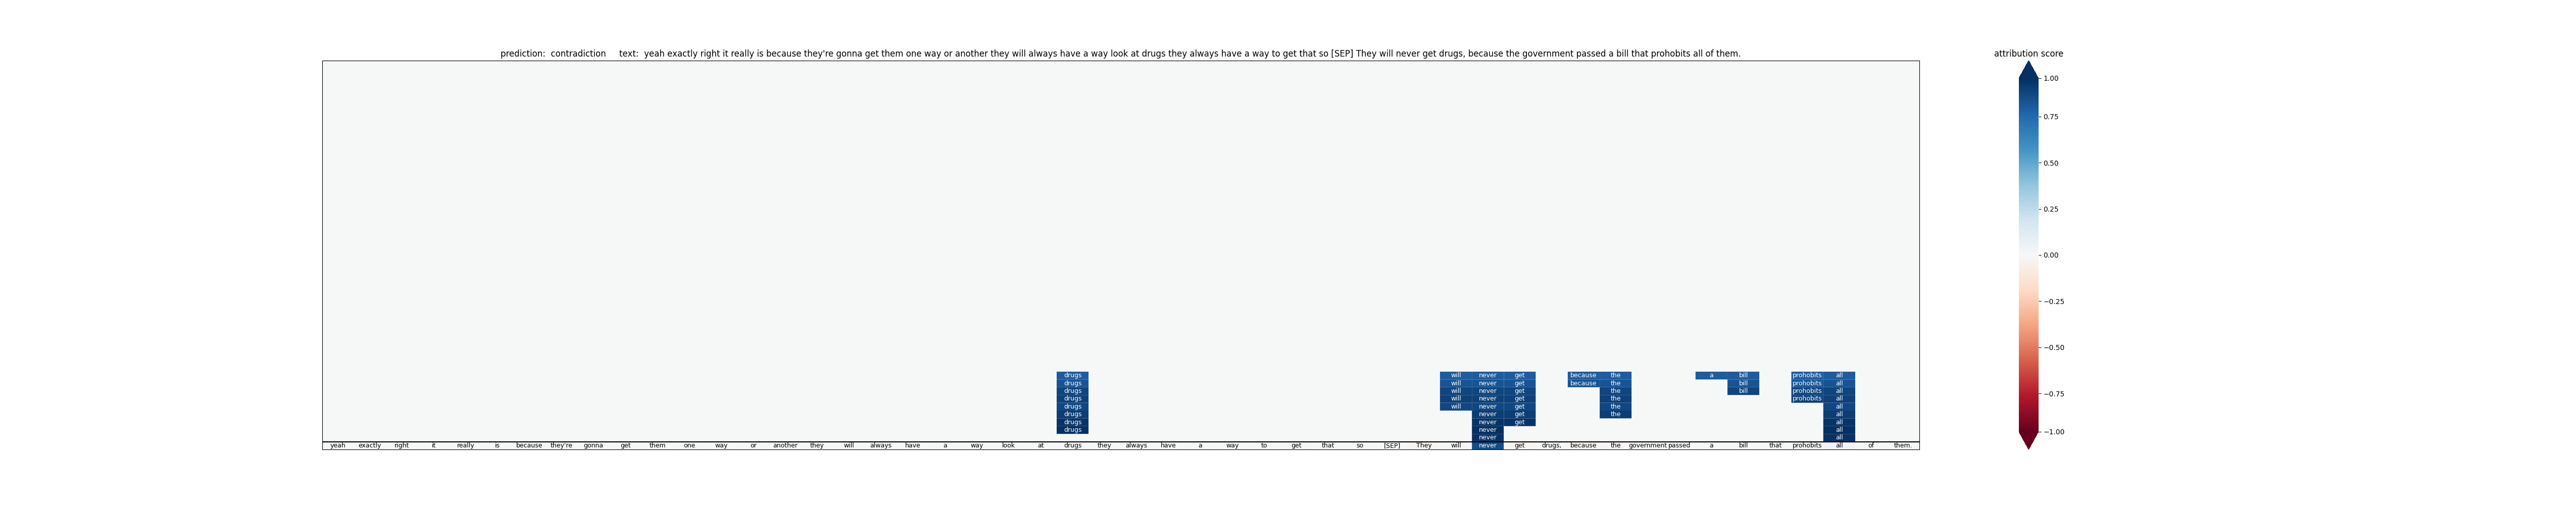 prediction:  contradiction    text:  yeah exactly right it really is because they're gonna get them one way or another they will always have a way look at drugs they always have a way to get that so [SEP] They will never get drugs, because the government passed a bill that prohobits all of them.
drugs will never get because the a bill prohobits all
drugs will never get because the bill prohobits all
drugs will never get the bill prohobits all
drugs will never get the prohobits all
drugs will never get the all
drugs never get the all
drugs never get all
drugs never all
never all
yeah exactly right it really is because they're gonna get them one way or another they will always have a way look at drugs they always have a way to get that so [SEP] They will never get drugs, because the government passed a bill that prohobits all of them.
attribution score
1.00
0.75
0.50
0.25
0.00
−0.25
−0.50
−0.75
−1.00